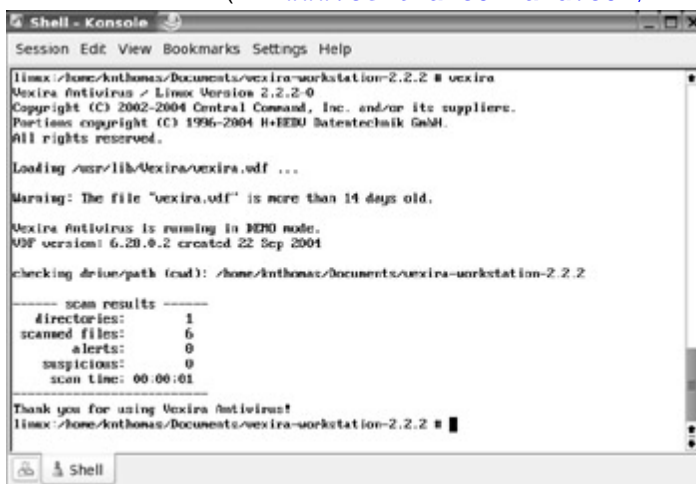 Shell - Konsole
Session Edit View Bookmarks Settings Help
linux:/home/knthomas/Documents/vexira-workstation-2.2.2 # vexira
Vexira Antivirus / Linux Version 2.2.2-0
Copyright (C) 2002-2004 Central Command, Inc. and/or its suppliers.
Portions copyright (C) 1996-2004 H+BEDV Datentechnik GmbH.
All rights reserved.
Loading /usr/lib/Vexira/vexira.vdf ...
Warning: The file "vexira.vdf" is more than 14 days old.
Vexira Antivirus is running in DEMO mode.
VDF version: 6.28.0.2 created 22 Sep 2004
checking drive/path (cwd): /home/knthomas/Documents/vexira-workstation-2.2.2
------ scan results ------
directories: 1
scanned files: 6
alerts: 0
suspicious: 0
scan time: 00:00:01
--------------------------
Thank you for using Vexira Antivirus!
linux:/home/knthomas/Documents/vexira-workstation-2.2.2 #
Shell